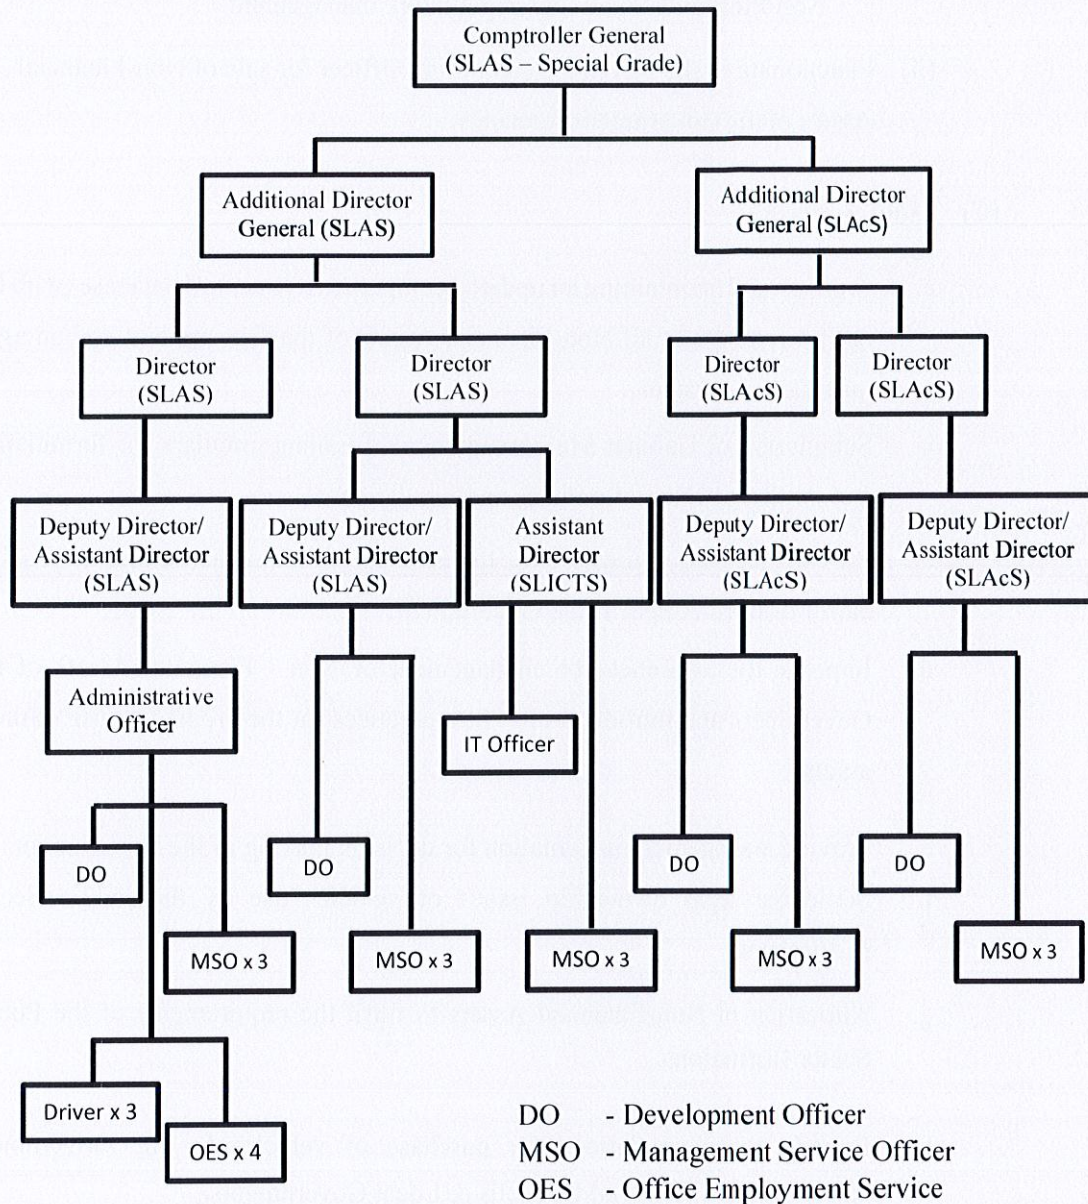 Comptroller General
(SLAS – Special Grade)
Additional Director
General (SLAS)
Additional Director
General (SLAcS)
Director
(SLAS)
Director
(SLAS)
Director
(SLAcS)
Director
(SLAcS)
Deputy Director/
Assistant Director
(SLAS)
Deputy Director/
Assistant Director
(SLAS)
Assistant
Director
(SLICTS)
Deputy Director/
Assistant Director
(SLAcS)
Deputy Director/
Assistant Director
(SLAcS)
Administrative
Officer
IT Officer
DO
DO
DO
DO
MSO x 3
MSO x 3
MSO x 3
MSO x 3
MSO x 3
Driver x 3
OES x 4
DO - Development Officer
MSO - Management Service Officer
OES - Office Employment Service